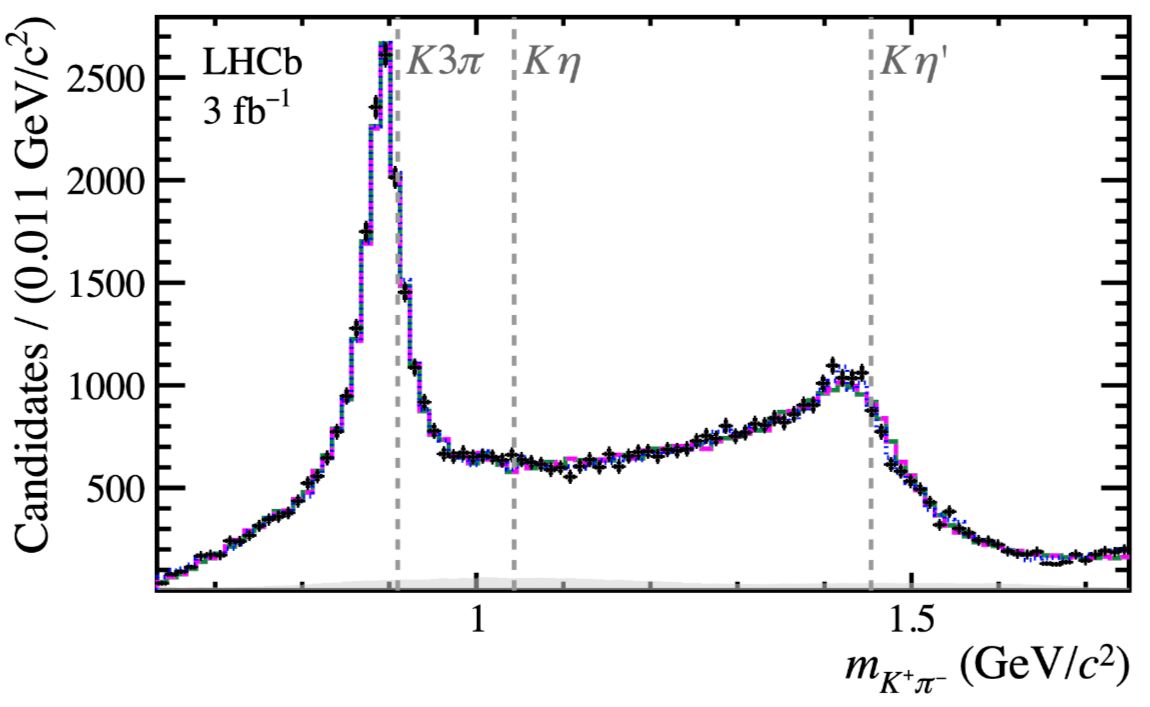 Candidates / (0.011 GeV/c²)
2500
2000
1500
1000
500
LHCb
3 fb⁻¹
K3π
Kη
Kη'
1
1.5
m_{K⁺π⁻} (GeV/c²)